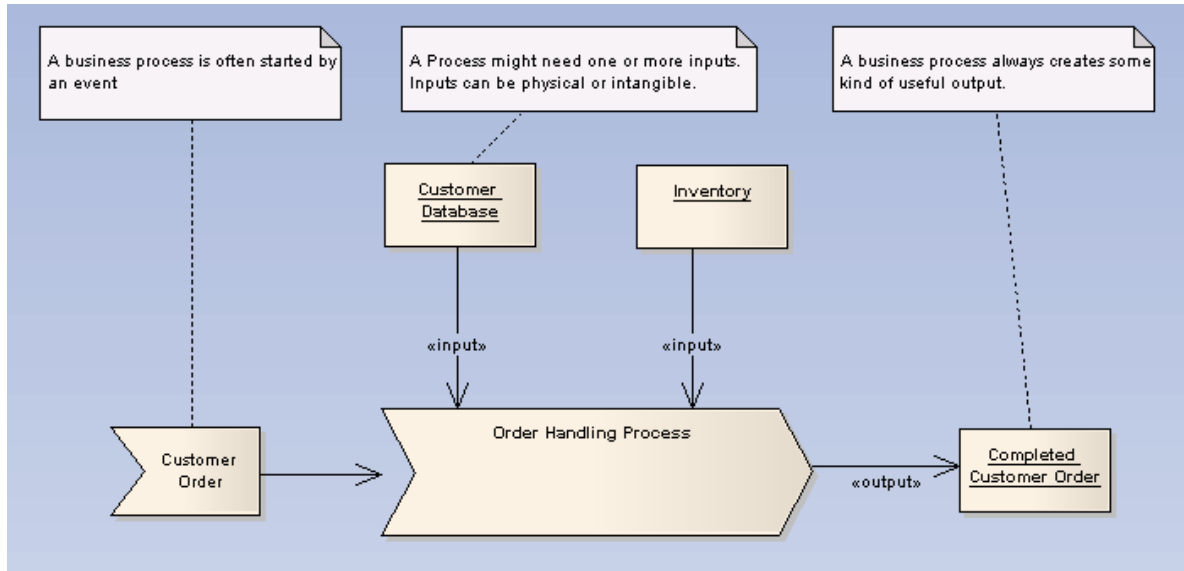 A business process is often started by
an event
A Process might need one or more inputs.
Inputs can be physical or intangible.
A business process always creates some
kind of useful output.
Customer
Database
Inventory
«input»
«input»
Order Handling Process
Customer
Order
«output»
Completed
Customer Order